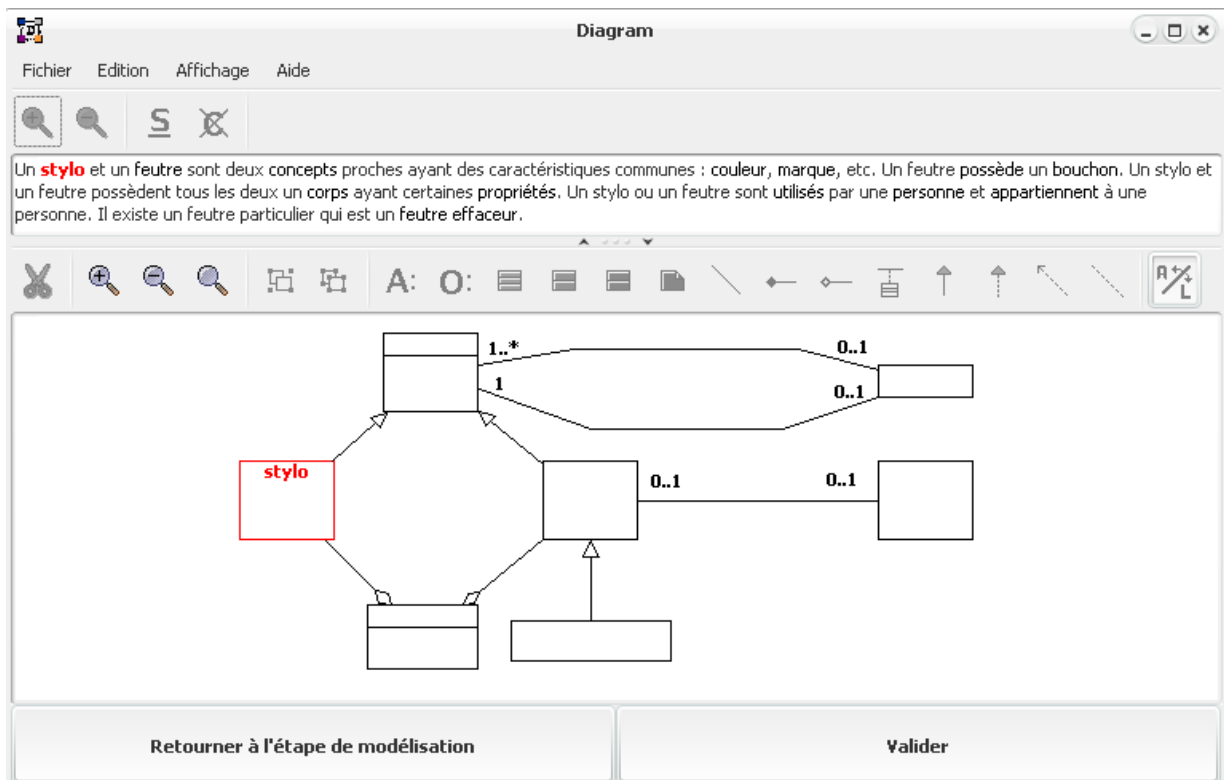 Diagram
Fichier Edition Affichage Aide
S C
Un stylo et un feutre sont deux concepts proches ayant des caractéristiques communes : couleur, marque, etc. Un feutre possède un bouchon. Un stylo et
un feutre possèdent tous les deux un corps ayant certaines propriétés. Un stylo ou un feutre sont utilisés par une personne et appartiennent à une
personne. Il existe un feutre particulier qui est un feutre effaceur.
A: O: A L
1..* 0..1
1 0..1
stylo
0..1 0..1
Retourner à l'étape de modélisation Valider